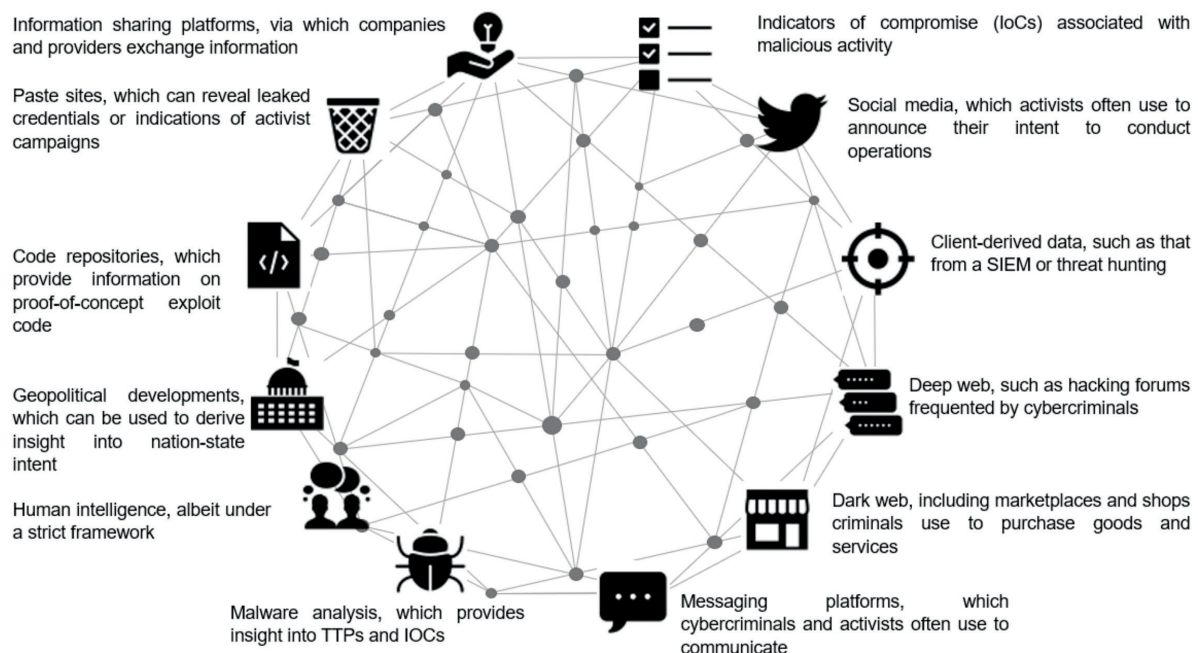 Information sharing platforms, via which companies
and providers exchange information
Indicators of compromise (IoCs) associated with
malicious activity
Paste sites, which can reveal leaked
credentials or indications of activist
campaigns
Social media, which activists often use to
announce their intent to conduct
operations
Code repositories, which
provide information on
proof-of-concept exploit
code
</>
Client-derived data, such as that
from a SIEM or threat hunting
Geopolitical developments,
which can be used to derive
insight into nation-state
intent
Deep web, such as hacking forums
frequented by cybercriminals
Human intelligence, albeit under
a strict framework
Dark web, including marketplaces and shops
criminals use to purchase goods and
services
Malware analysis, which provides
insight into TTPs and IOCs
Messaging platforms, which
cybercriminals and activists often use to
communicate